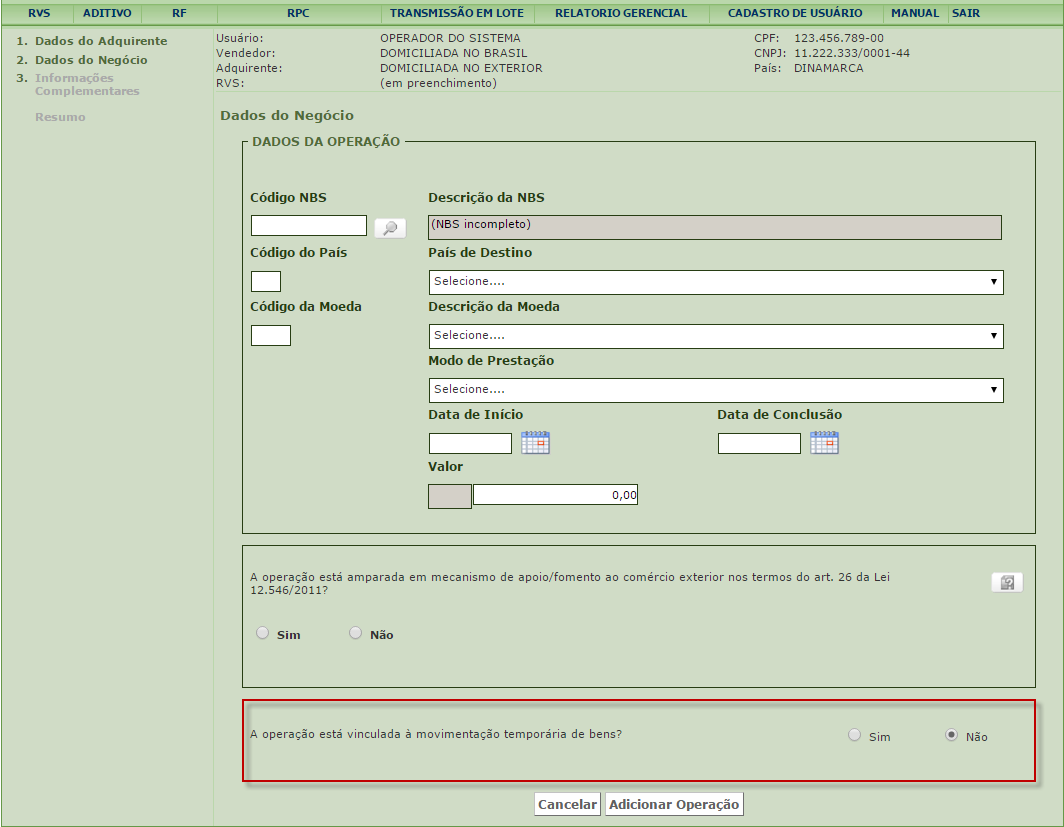 RVS ADITIVO RF RPC TRANSMISSÃO EM LOTE RELATORIO GERENCIAL CADASTRO DE USUÁRIO MANUAL SAIR
1. Dados do Adquirente
2. Dados do Negócio
3. Informações
Complementares
Resumo
Usuário: OPERADOR DO SISTEMA CPF: 123.456.789-00
Vendedor: DOMICILIADA NO BRASIL CNPJ: 11.222.333/0001-44
Adquirente: DOMICILIADA NO EXTERIOR País: DINAMARCA
RVS: (em preenchimento)
Dados do Negócio
DADOS DA OPERAÇÃO
Código NBS Descrição da NBS
(NBS incompleto)
Código do País País de Destino
Selecione....
Código da Moeda Descrição da Moeda
Selecione....
Modo de Prestação
Selecione....
Data de Início Data de Conclusão
Valor
0,00
A operação está amparada em mecanismo de apoio/fomento ao comércio exterior nos termos do art. 26 da Lei
12.546/2011?
Sim Não
A operação está vinculada à movimentação temporária de bens? Sim Não
Cancelar Adicionar Operação